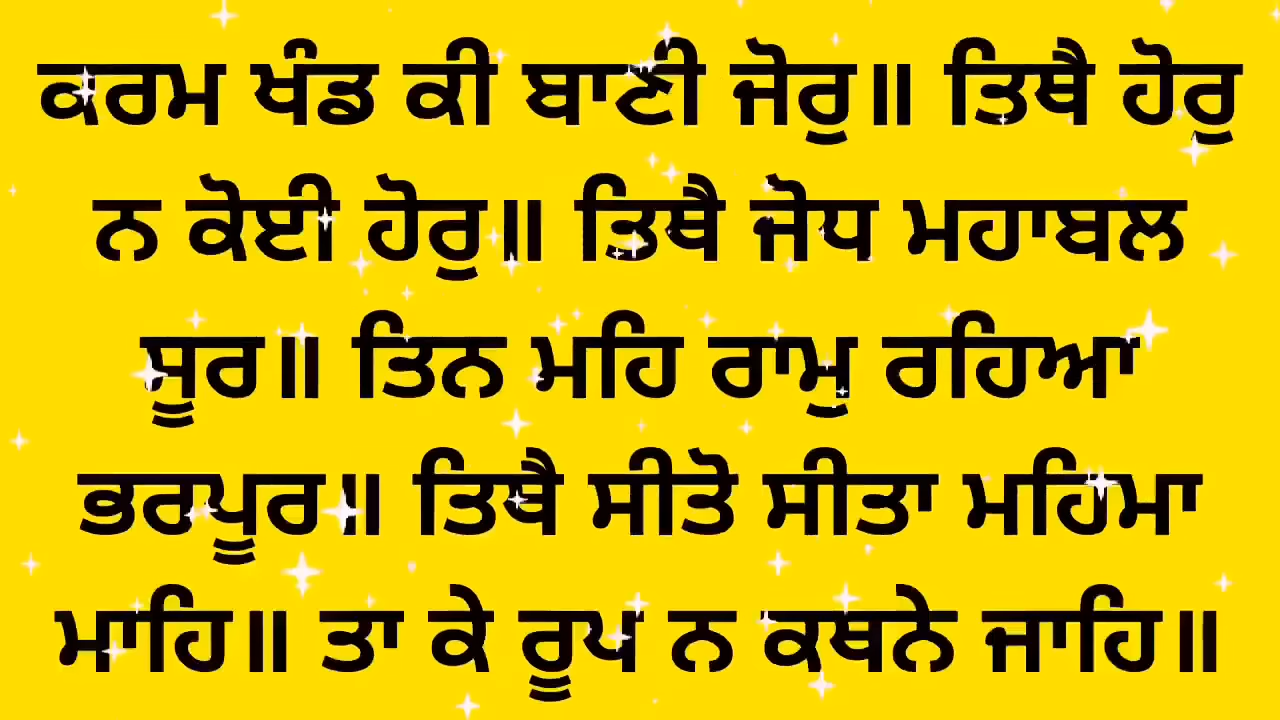 ਕਰਮ ਖੰਡ ਕੀ ਬਾਣੀ ਜੋਰੁ॥ ਤਿਥੈ ਹੋਰੁ
ਨ ਕੋਈ ਹੋਰੁ॥ ਤਿਥੈ ਜੋਧ ਮਹਾਬਲ
ਸੂਰ॥ ਤਿਨ ਮਹਿ ਰਾਮੁ ਰਹਿਆ
ਭਰਪੂਰ॥ ਤਿਥੈ ਸੀਤੋ ਸੀਤਾ ਮਹਿਮਾ
ਮਾਹਿ॥ ਤਾ ਕੇ ਰੂਪ ਨ ਕਥਨੇ ਜਾਹਿ॥